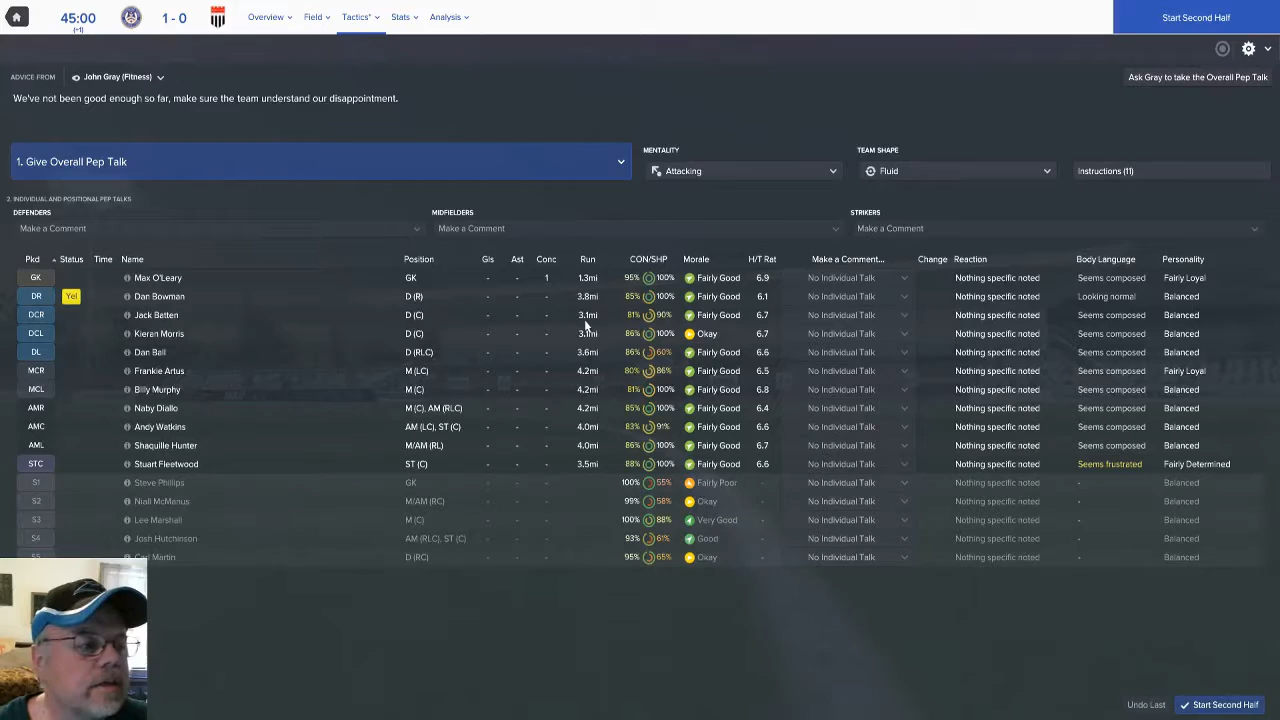 45:00 (+1) 1 - 0 Overview Field Tactics* Stats Analysis Start Second Half
ADVICE FROM John Gray (Fitness) Ask Gray to take the Overall Pep Talk
We've not been good enough so far, make sure the team understand our disappointment.
MENTALITY TEAM SHAPE
1. Give Overall Pep Talk Attacking Fluid Instructions (11)
2. INDIVIDUAL AND POSITIONAL PEP TALKS
DEFENDERS MIDFIELDERS STRIKERS
Make a Comment Make a Comment Make a Comment
Pkd Status Time Name Position Gls Ast Conc Run CON/SHP Morale H/T Rat Make a Comment... Change Reaction Body Language Personality
GK Max O'Leary GK - - 1 1.3mi 95% 100% Fairly Good 6.9 No Individual Talk Nothing specific noted Seems composed Fairly Loyal
DR Yel Dan Bowman D (R) - - - 3.8mi 85% 100% Fairly Good 6.1 No Individual Talk Nothing specific noted Looking normal Balanced
DCR Jack Batten D (C) - - - 3.1mi 81% 90% Fairly Good 6.7 No Individual Talk Nothing specific noted Seems composed Balanced
DCL Kieran Morris D (C) - - - 3.1mi 86% 100% Okay 6.7 No Individual Talk Nothing specific noted Seems composed Balanced
DL Dan Ball D (RLC) - - - 3.6mi 86% 60% Fairly Good 6.6 No Individual Talk Nothing specific noted Seems composed Balanced
MCR Frankie Artus M (LC) - - - 4.2mi 80% 86% Fairly Good 6.5 No Individual Talk Nothing specific noted Seems composed Fairly Loyal
MCL Billy Murphy M (C) - - - 4.2mi 81% 100% Fairly Good 6.8 No Individual Talk Nothing specific noted Seems composed Balanced
AMR Naby Diallo M (C), AM (RLC) - - - 4.2mi 85% 100% Fairly Good 6.4 No Individual Talk Nothing specific noted Seems composed Balanced
AMC Andy Watkins AM (LC), ST (C) - - - 4.0mi 83% 91% Fairly Good 6.6 No Individual Talk Nothing specific noted Seems composed Balanced
AML Shaquille Hunter M/AM (RL) - - - 4.0mi 86% 100% Fairly Good 6.7 No Individual Talk Nothing specific noted Seems composed Balanced
STC Stuart Fleetwood ST (C) - - - 3.5mi 88% 100% Fairly Good 6.6 No Individual Talk Nothing specific noted Seems frustrated Fairly Determined
S1 Steve Phillips GK - - - 100% 55% Fairly Poor - No Individual Talk Nothing specific noted - Balanced
S2 Niall McManus M/AM (RL) - - - 99% 58% Okay - No Individual Talk Nothing specific noted - Balanced
S3 Lee Marshall M (C) - - - 100% 88% Very Good - No Individual Talk Nothing specific noted - Balanced
S4 Josh Hutchinson AM (RLC), ST (C) - - - 93% 61% Good - No Individual Talk Nothing specific noted - Balanced
S5 Carl Martin D (RC) - - - 95% 65% Okay - No Individual Talk Nothing specific noted - Balanced
Undo Last Start Second Half